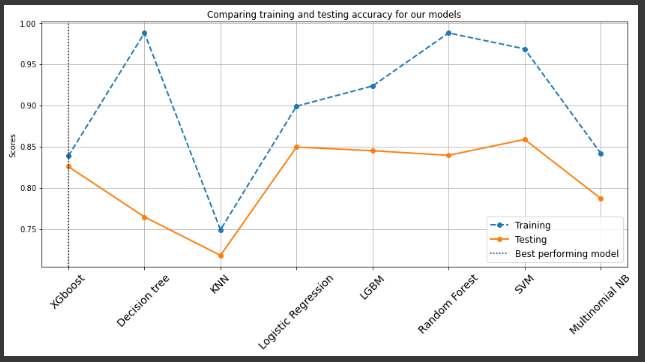 Comparing training and testing accuracy for our models
1.00
0.95
0.90
0.85
0.80
0.75
Scores
Training
Testing
Best performing model
XGboost
Decision tree
KNN
Logistic Regression
LGBM
Random Forest
SVM
Multinomial NB